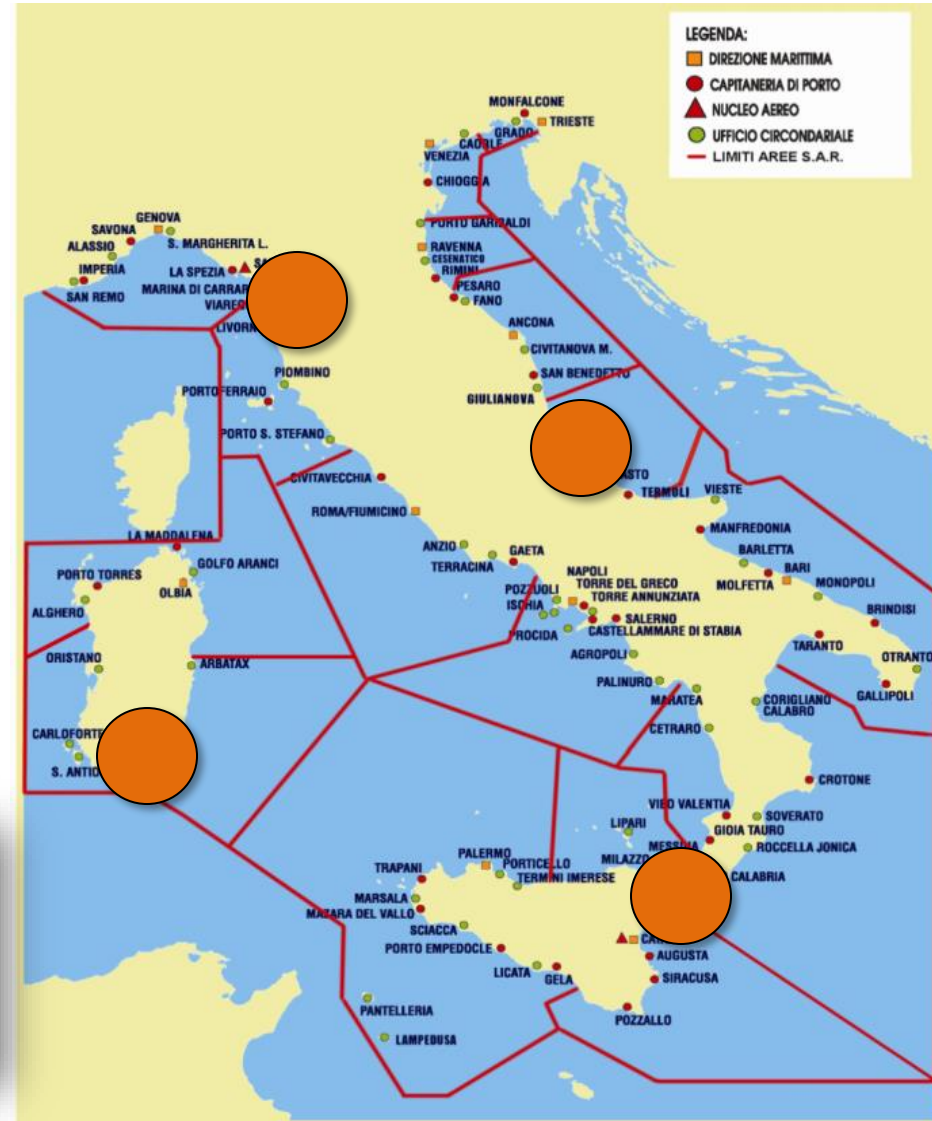 LEGENDA:
DIREZIONE MARITTIMA
CAPITANERIA DI PORTO
NUCLEO AEREO
UFFICIO CIRCONDARIALE
LIMITI AREE S.A.R.
MONFALCONE
TRIESTE
GRADO
CAORLE
VENEZIA
CHIOGGIA
GENOVA
SAVONA
S. MARGHERITA L.
ALASSIO
IMPERIA
SAN REMO
LA SPEZIA
MARINA DI
PORTO GARIBALDI
RAVENNA
CESENATICO
RIMINI
PESARO
FANO
ANCONA
CIVITANOVA M.
SAN BENEDETTO
GIULIANOVA
PIOMBINO
PORTOFERRAIO
PORTO S. STEFANO
CIVITAVECCHIA
ROMA/FIUMICINO
TERMOLI
VIESTE
MANFREDONIA
BARLETTA
BARI
MOLFETTA
MONOPOLI
BRINDISI
TARANTO
OTRANTO
GALLIPOLI
ANZIO
TERRACINA
GAETA
NAPOLI
POZZUOLI
TORRE DEL GRECO
ISCHIA
TORRE ANNUNZIATA
PROCIDA
SALERNO
CASTELLAMMARE DI STABIA
AGROPOLI
PALINURO
MARATEA
CETRARO
CORIGLIANO
CALABRO
CROTONE
LA MADDALENA
GOLFO ARANCI
PORTO TORRES
OLBIA
ALGHERO
ORISTANO
ARBATAX
CARLOFORTE
VIBO VALENTIA
SOVERATO
GIOIA TAURO
ROCCELLA JONICA
LIPARI
MESSINA
MILAZZO
CALABRIA
PALERMO
PORTICELLO
TRAPANI
TERMINI IMERESE
MARSALA
MAZARA DEL VALLO
SCIACCA
PORTO EMPEDOCLE
AUGUSTA
LICATA
GELA
SIRACUSA
POZZALLO
PANTELLERIA
LAMPEDUSA